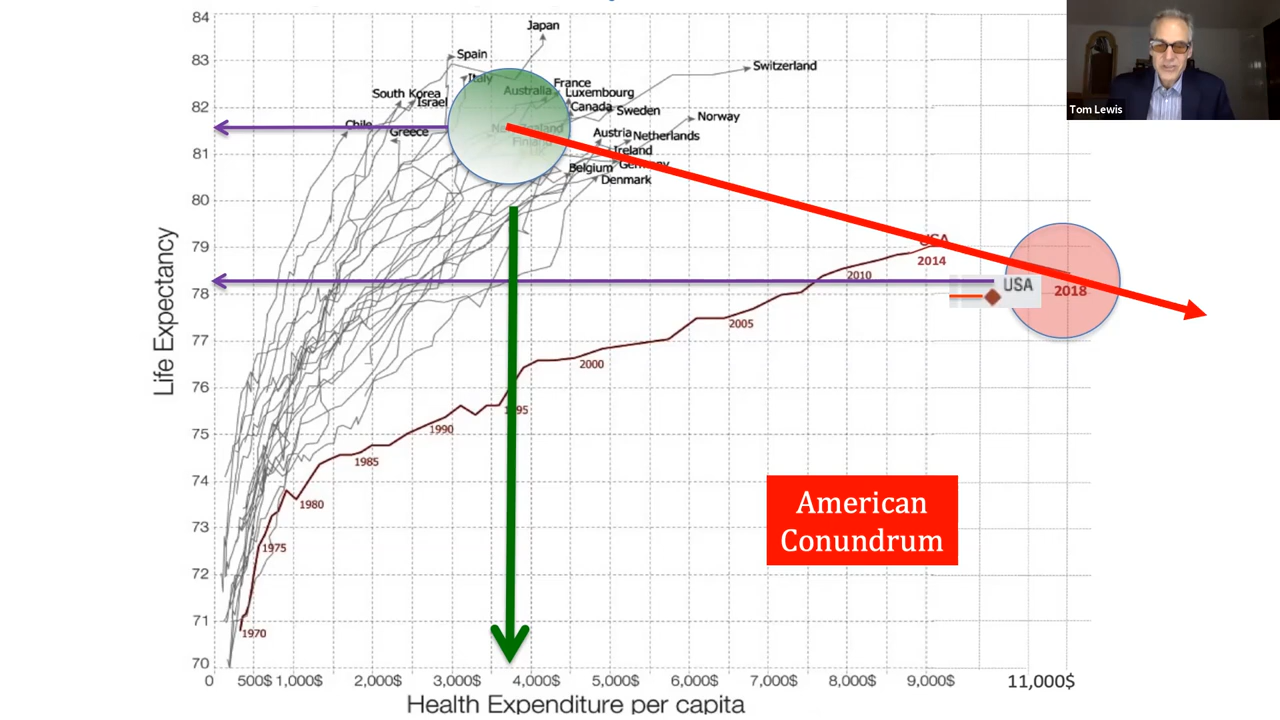 84
83
82
81
80
79
78
77
76
75
74
73
72
71
70
Life Expectancy
Japan
Spain
Italy
Switzerland
France
Australia
Luxembourg
South Korea
Israel
Canada
Sweden
Norway
Chile
Greece
New Zealand
Finland
Austria
Netherlands
Ireland
Germany
Belgium
Denmark
USA
2014
2010
USA
2018
2005
2000
1995
1990
1985
1980
1975
1970
American
Conundrum
0 500$ 1,000$ 2,000$ 3,000$ 4,000$ 5,000$ 6,000$ 7,000$ 8,000$ 9,000$ 11,000$
Health Expenditure per capita
Tom Lewis